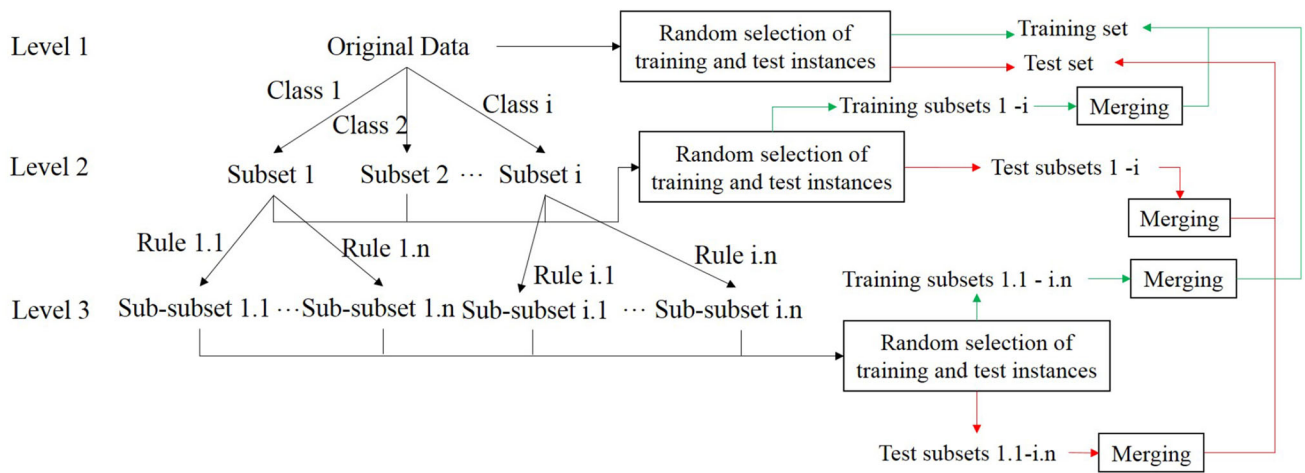 Level 1
Original Data
Random selection of
training and test instances
Training set
Test set
Class 1
Class 2
Class i
Training subsets 1 -i
Merging
Level 2
Subset 1
Subset 2
···
Subset i
Random selection of
training and test instances
Test subsets 1 -i
Merging
Rule 1.1
Rule 1.n
Rule i.1
Rule i.n
Training subsets 1.1 - i.n
Merging
Level 3
Sub-subset 1.1 ···Sub-subset 1.n
Sub-subset i.1 ··· Sub-subset i.n
Random selection of
training and test instances
Test subsets 1.1-i.n
Merging